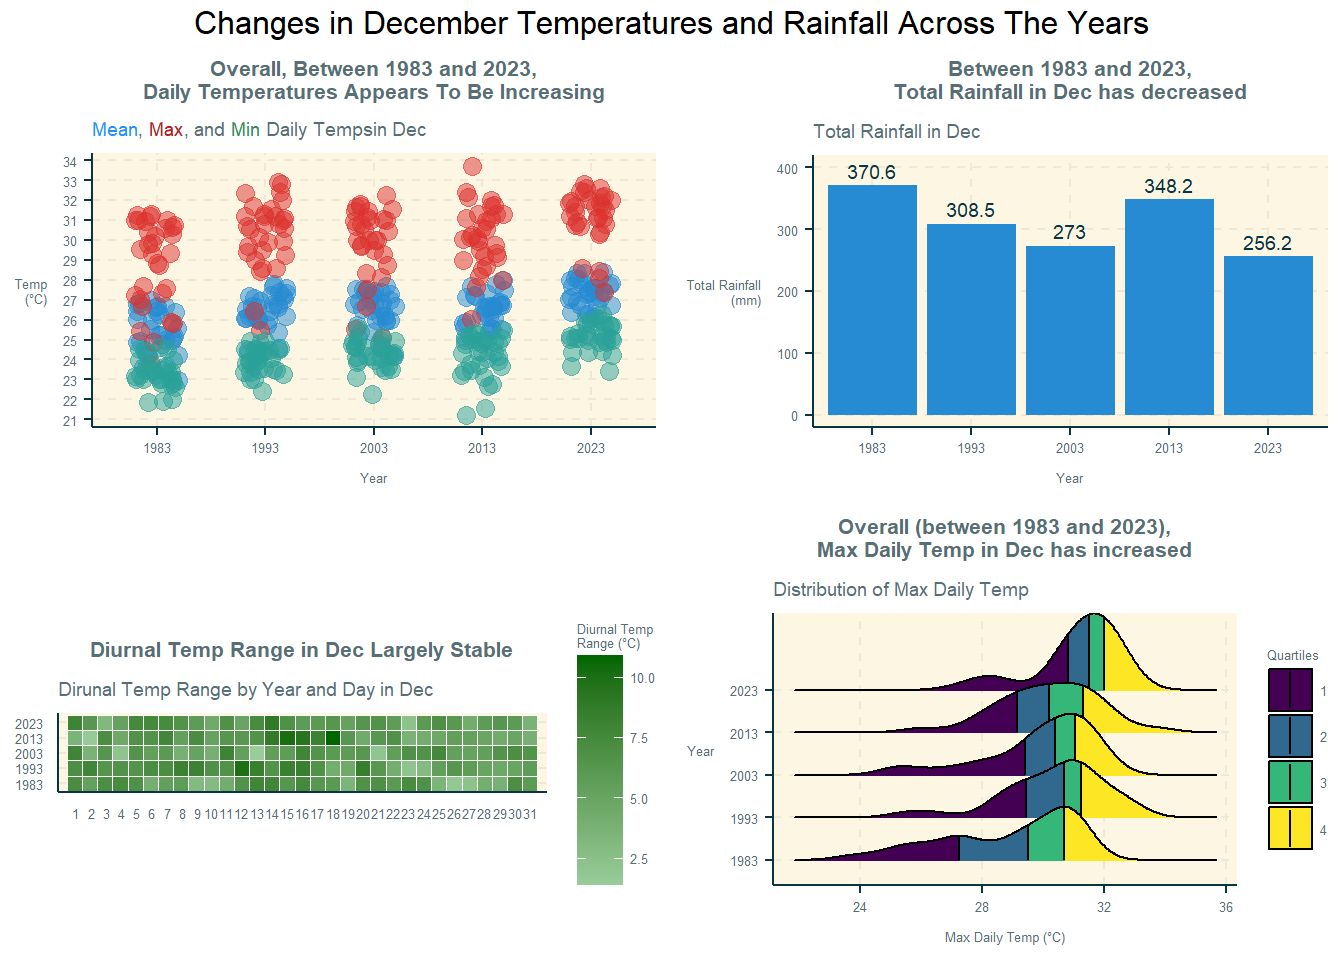 Changes in December Temperatures and Rainfall Across The Years
Overall, Between 1983 and 2023,
Daily Temperatures Appears To Be Increasing
Mean, Max, and Min Daily Tempsin Dec
34
33
32
31
30
29
28
27
26
25
24
23
22
21
Temp
(°C)
1983 1993 2003 2013 2023
Year
Between 1983 and 2023,
Total Rainfall in Dec has decreased
Total Rainfall in Dec
400
300
200
100
0
Total Rainfall
(mm)
370.6
308.5
273
348.2
256.2
1983 1993 2003 2013 2023
Year
Diurnal Temp Range in Dec Largely Stable
Dirunal Temp Range by Year and Day in Dec
2023
2013
2003
1993
1983
1 2 3 4 5 6 7 8 9 10 11 12 13 14 15 16 17 18 19 20 21 22 23 24 25 26 27 28 29 30 31
Diurnal Temp
Range (°C)
10.0
7.5
5.0
2.5
Overall (between 1983 and 2023),
Max Daily Temp in Dec has increased
Distribution of Max Daily Temp
2023
2013
2003
1993
1983
Year
24 28 32 36
Max Daily Temp (°C)
Quartiles
1
2
3
4